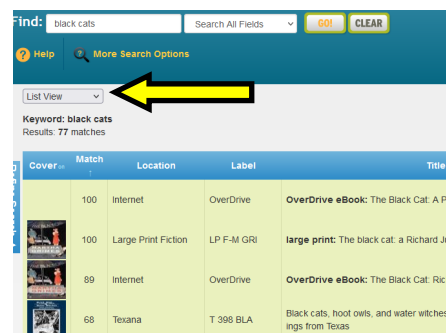 Find: black cats Search All Fields GO! CLEAR
? Help ? More Search Options
List View
Keyword: black cats
Results: 77 matches
Cover Match ↑ Location Label Title
100 Internet OverDrive OverDrive eBook: The Black Cat: A P
100 Large Print Fiction LP F-M GRI large print: The black cat: a Richard J
89 Internet OverDrive OverDrive eBook: The Black Cat: Ric
68 Texana T 398 BLA Black cats, hoot owls, and water witches
ings from Texas